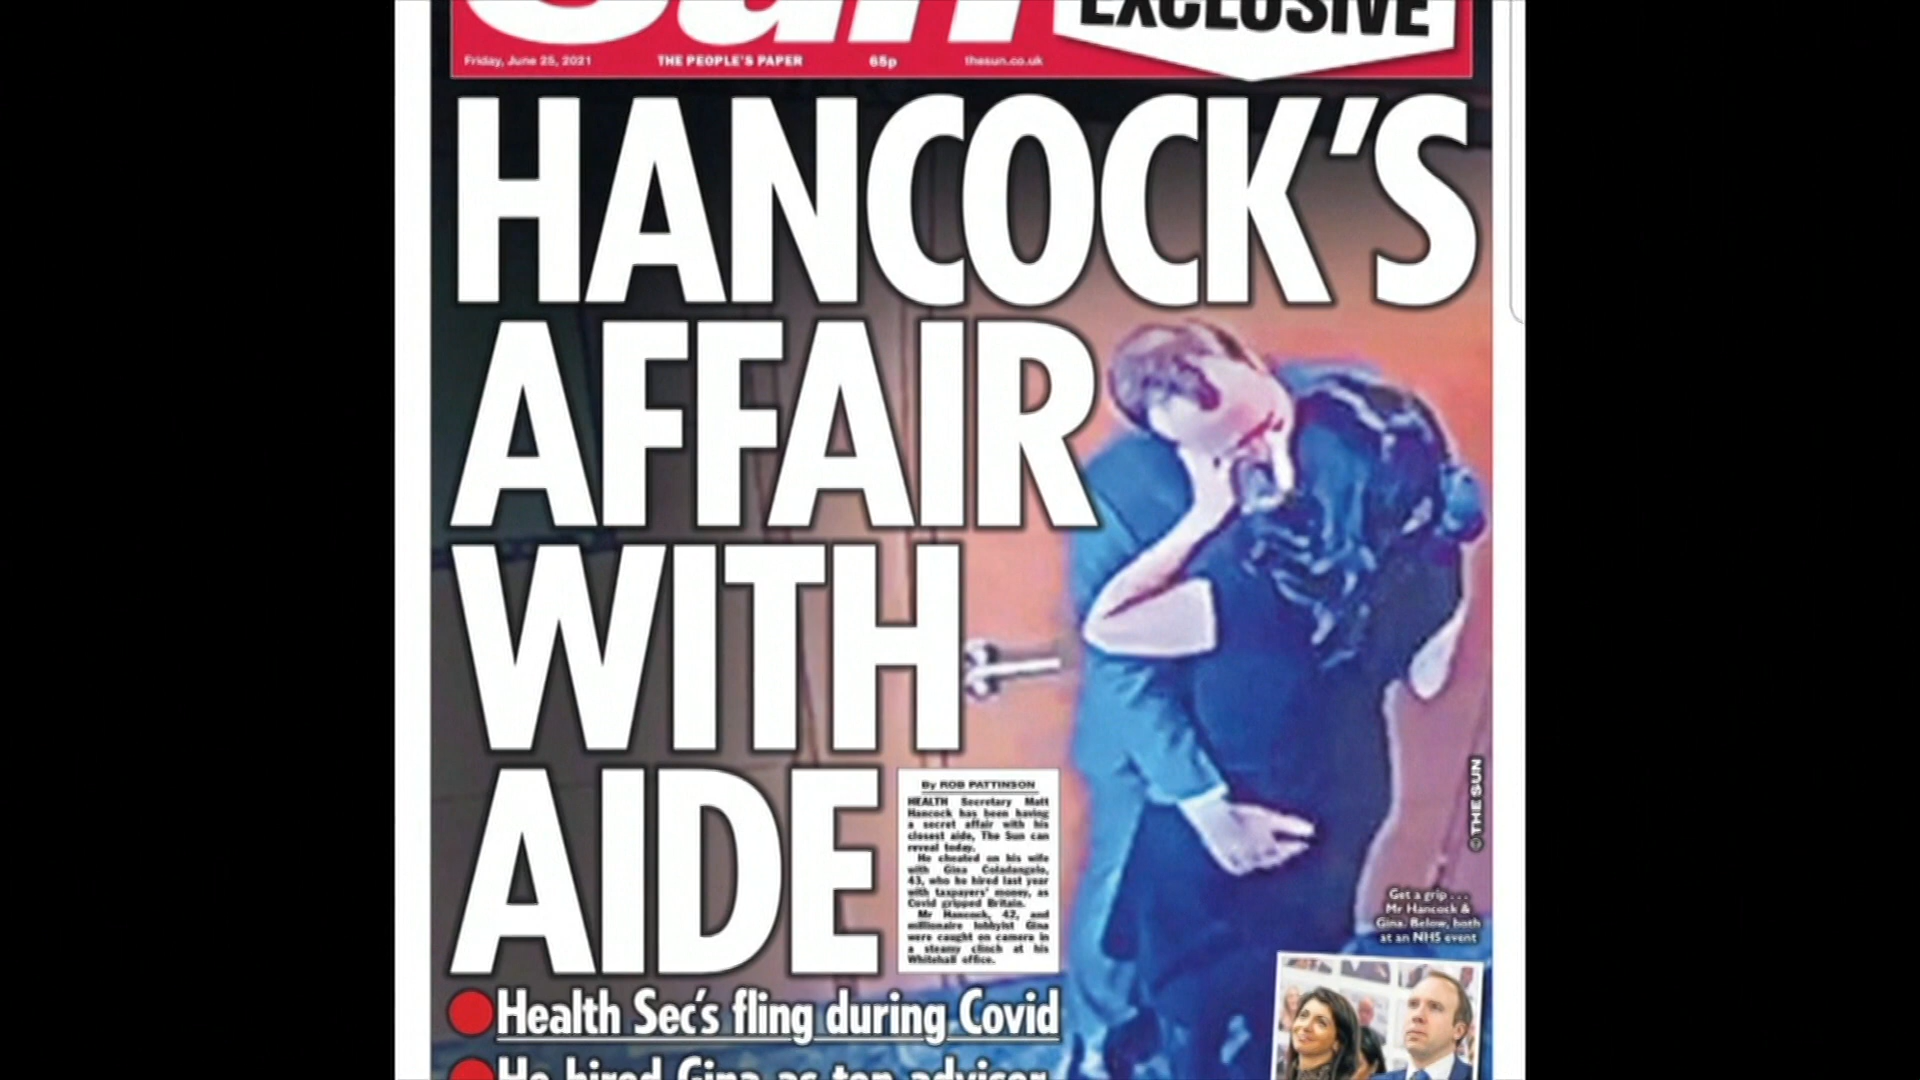 Sun
EXCLUSIVE
Friday, June 25, 2021
THE PEOPLE'S PAPER
65p
thesun.co.uk
HANCOCK'S
AFFAIR
WITH
AIDE
By ROB PATTINSON
HEALTH Secretary Matt
Hancock has been having
a secret affair with his
closest aide, The Sun can
reveal today.
He cheated on his wife
with Gina Coladangelo,
43, who he hired last year
with taxpayers' money, as
Covid gripped Britain.
Mr Hancock, 42, and
millionaire lobbyist Gina
were caught on camera in
a steamy clinch at his
Whitehall office.
© THE SUN
Get a grip . . .
Mr Hancock &
Gina. Below, both
at an NHS event
Health Sec's fling during Covid
He hired Gina as top adviser